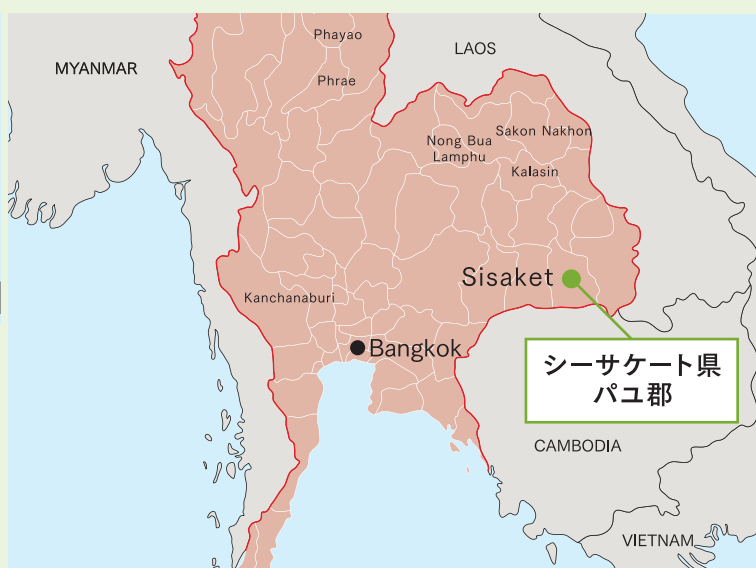 Phayao
LAOS
MYANMAR
Phrae
Nong Bua
Lamphu
Sakon Nakhon
Kalasin
Sisaket
Kanchanaburi
Bangkok
シーサケート県
パユ郡
CAMBODIA
VIETNAM